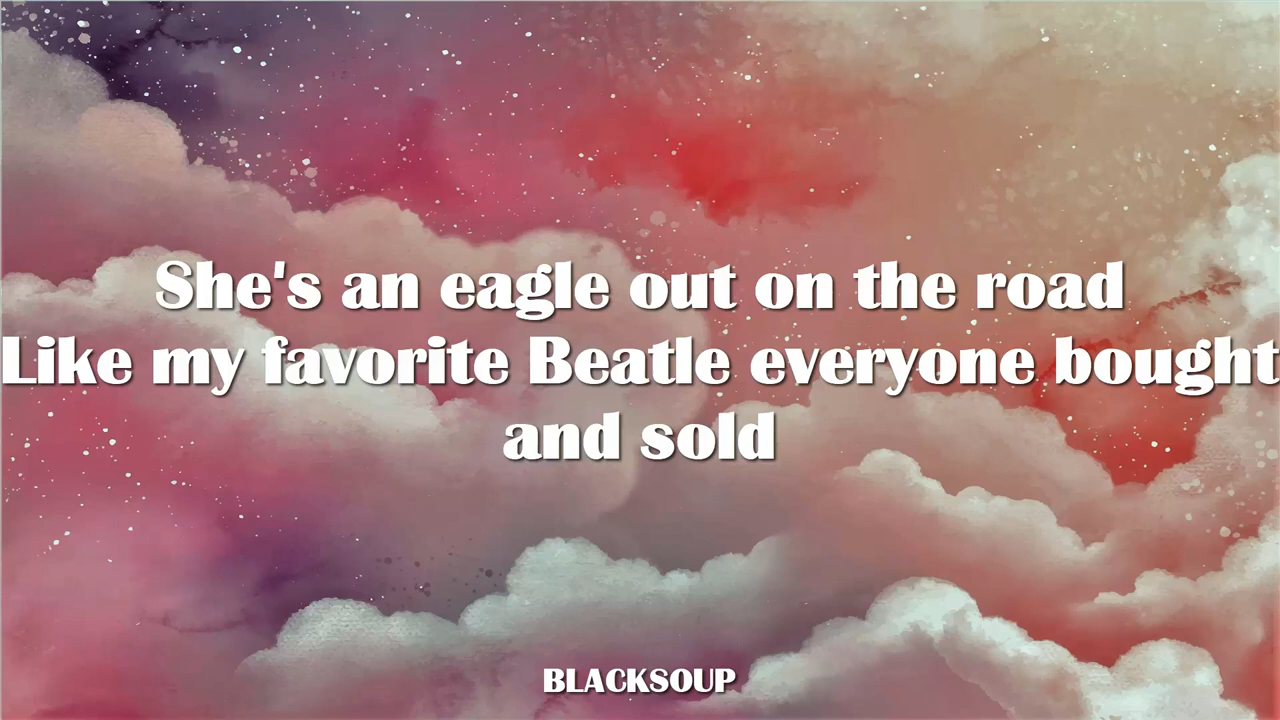 She's an eagle out on the road
Like my favorite Beatle everyone bought
and sold
BLACKSOUP